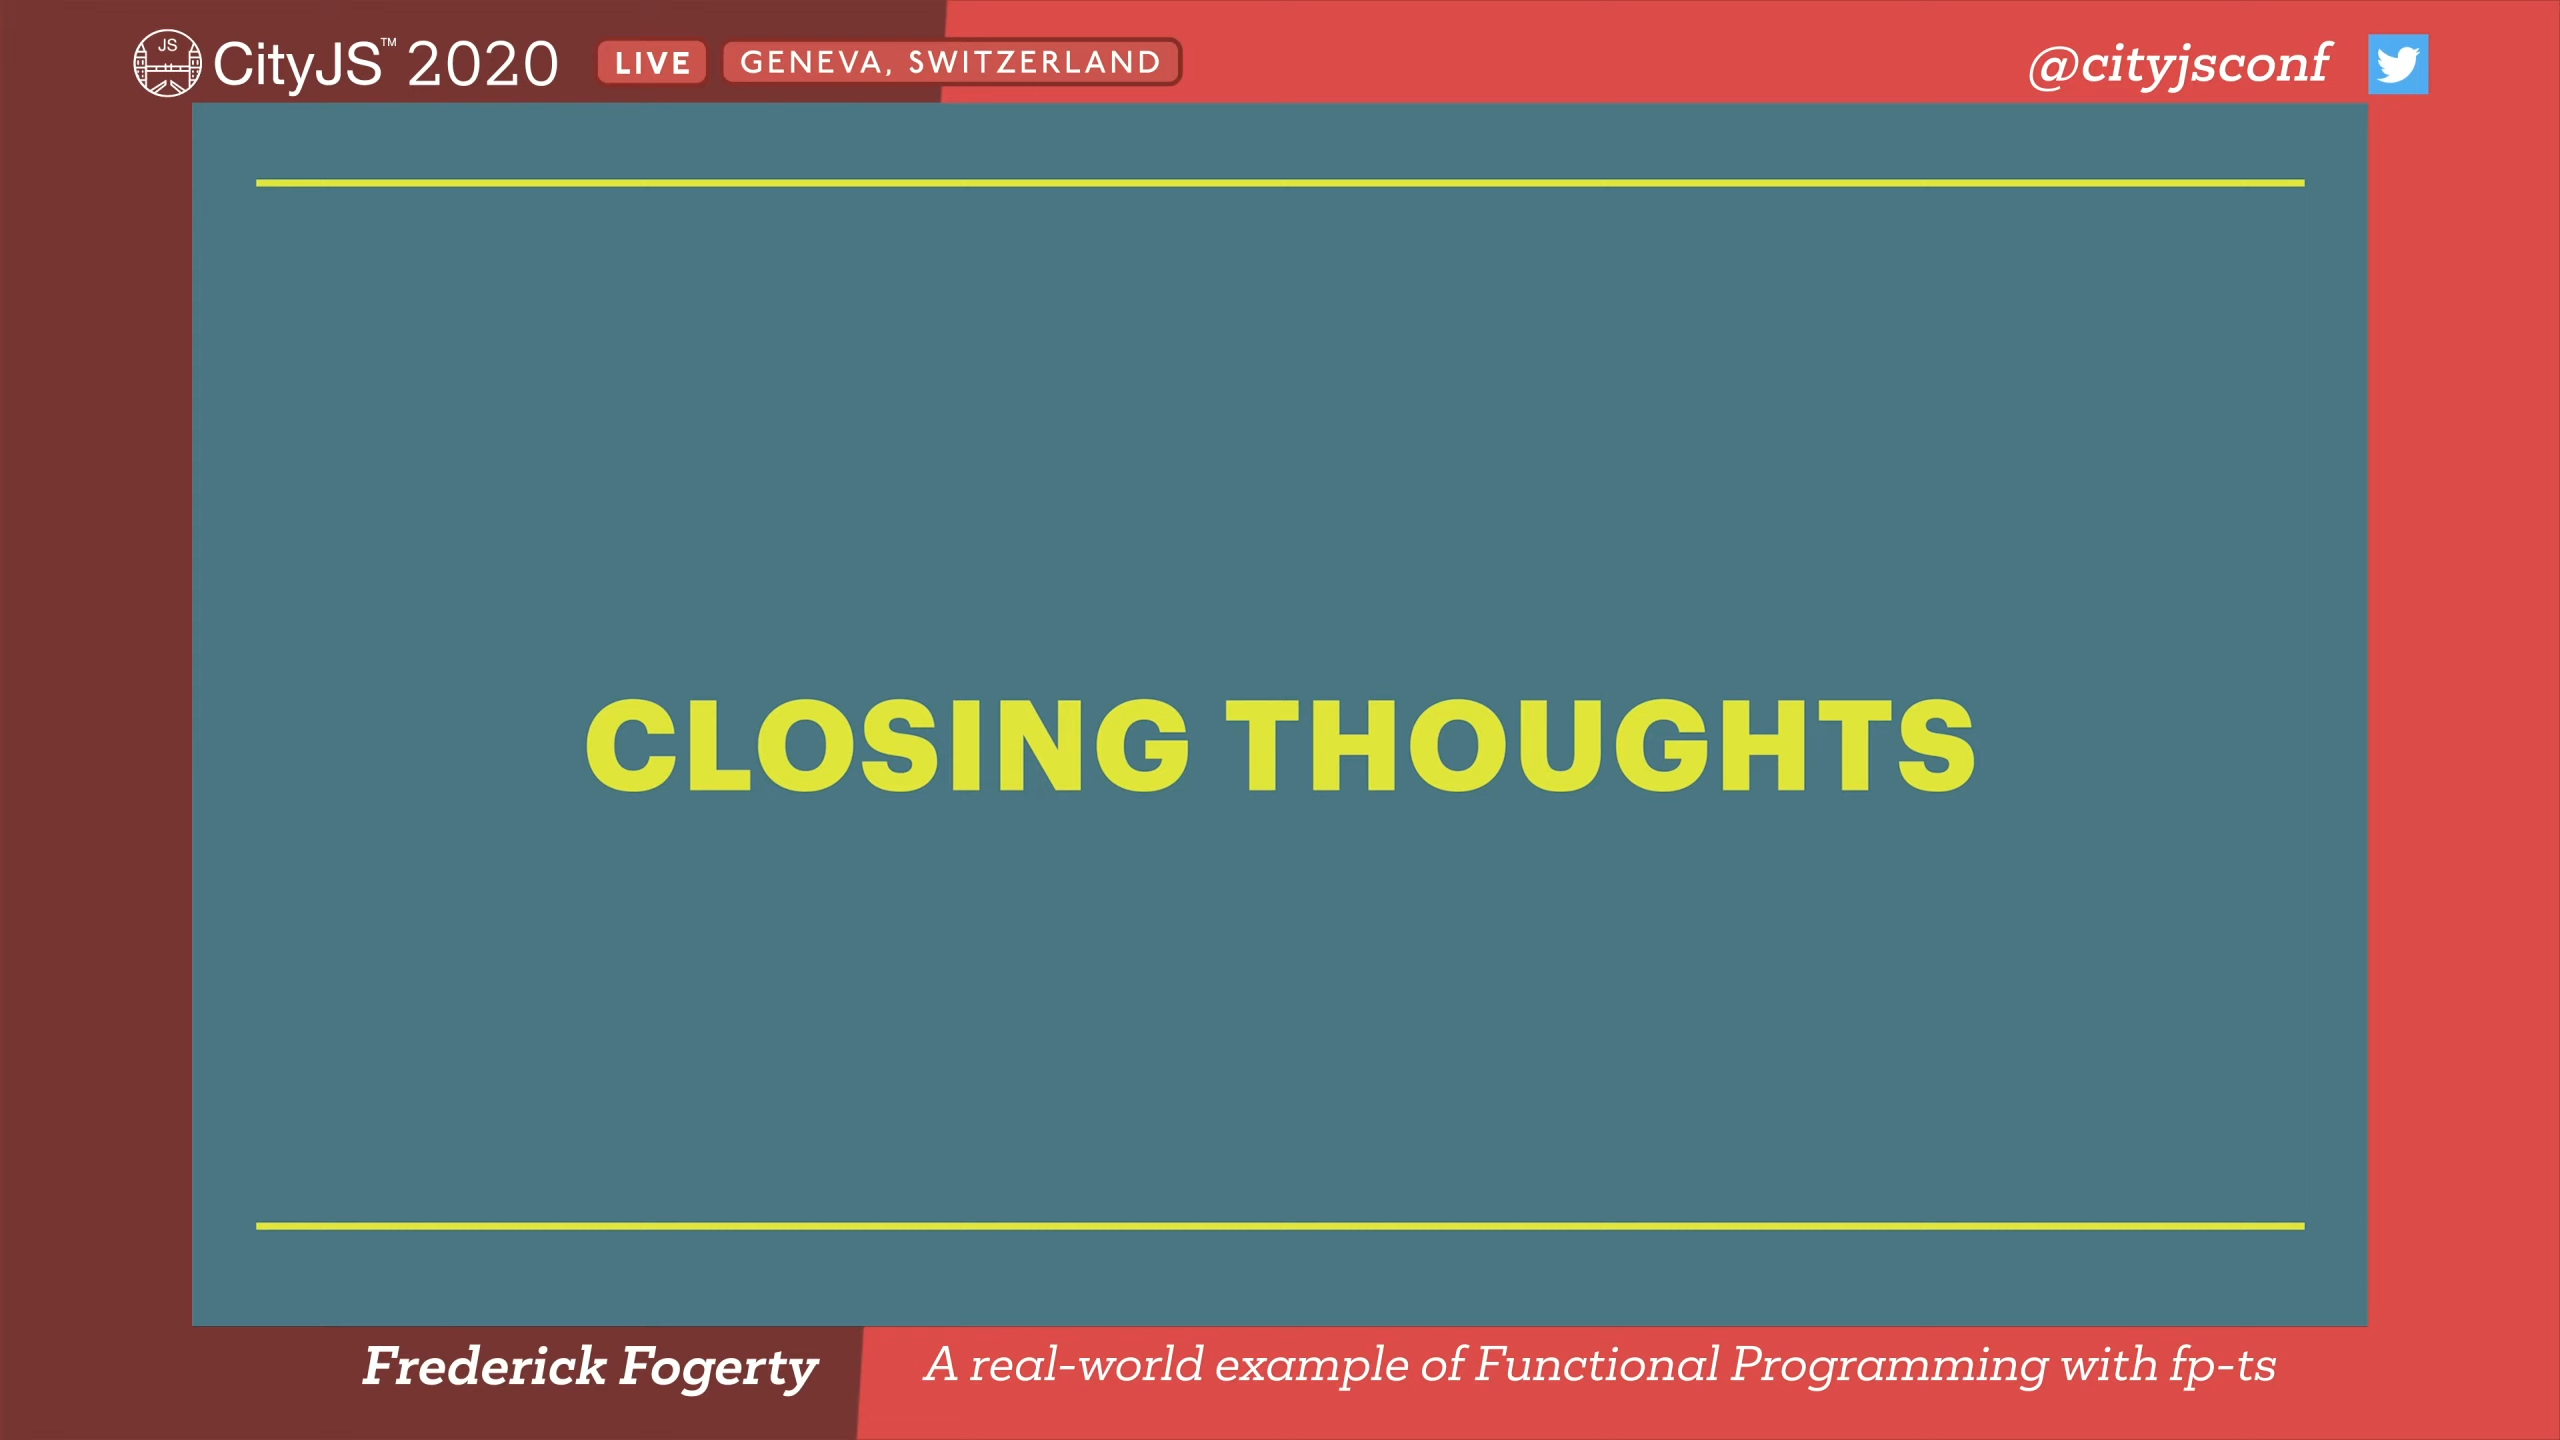 JS
CityJS™ 2020
LIVE
GENEVA, SWITZERLAND
@cityjsconf
CLOSING THOUGHTS
Frederick Fogerty
A real-world example of Functional Programming with fp-ts